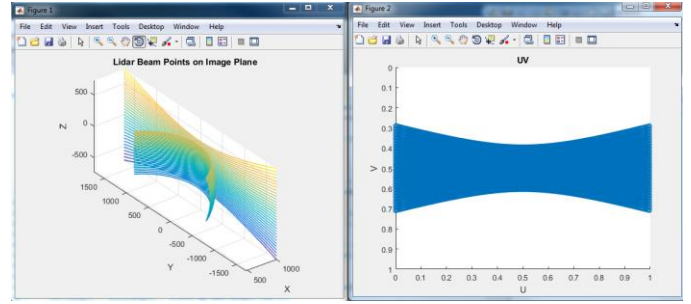 Figure 1
File Edit View Insert Tools Desktop Window Help
Lidar Beam Points on Image Plane
500
0
-500
Z
1500
1000
500
0
-500
-1000
-1500
Y
500
1000
X
Figure 2
File Edit View Insert Tools Desktop Window Help
UV
0
0.1
0.2
0.3
0.4
0.5
0.6
0.7
0.8
0.9
1
V
0 0.1 0.2 0.3 0.4 0.5 0.6 0.7 0.8 0.9 1
U